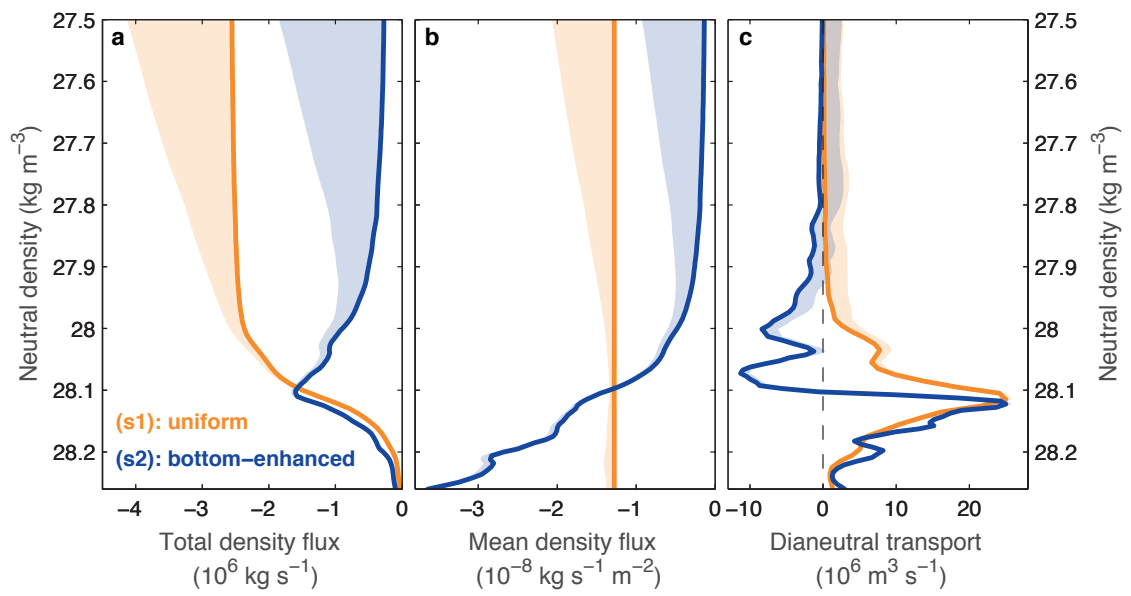 a
b
c
27.5
27.6
27.7
27.8
27.9
28
28.1
28.2
Neutral density (kg m⁻³)
(s1): uniform
(s2): bottom−enhanced
−4 −3 −2 −1 0
Total density flux
(10⁶ kg s⁻¹)
−3 −2 −1 0
Mean density flux
(10⁻⁸ kg s⁻¹ m⁻²)
−10 0 10 20
Dianeutral transport
(10⁶ m³ s⁻¹)
27.5
27.6
27.7
27.8
27.9
28
28.1
28.2
Neutral density (kg m⁻³)